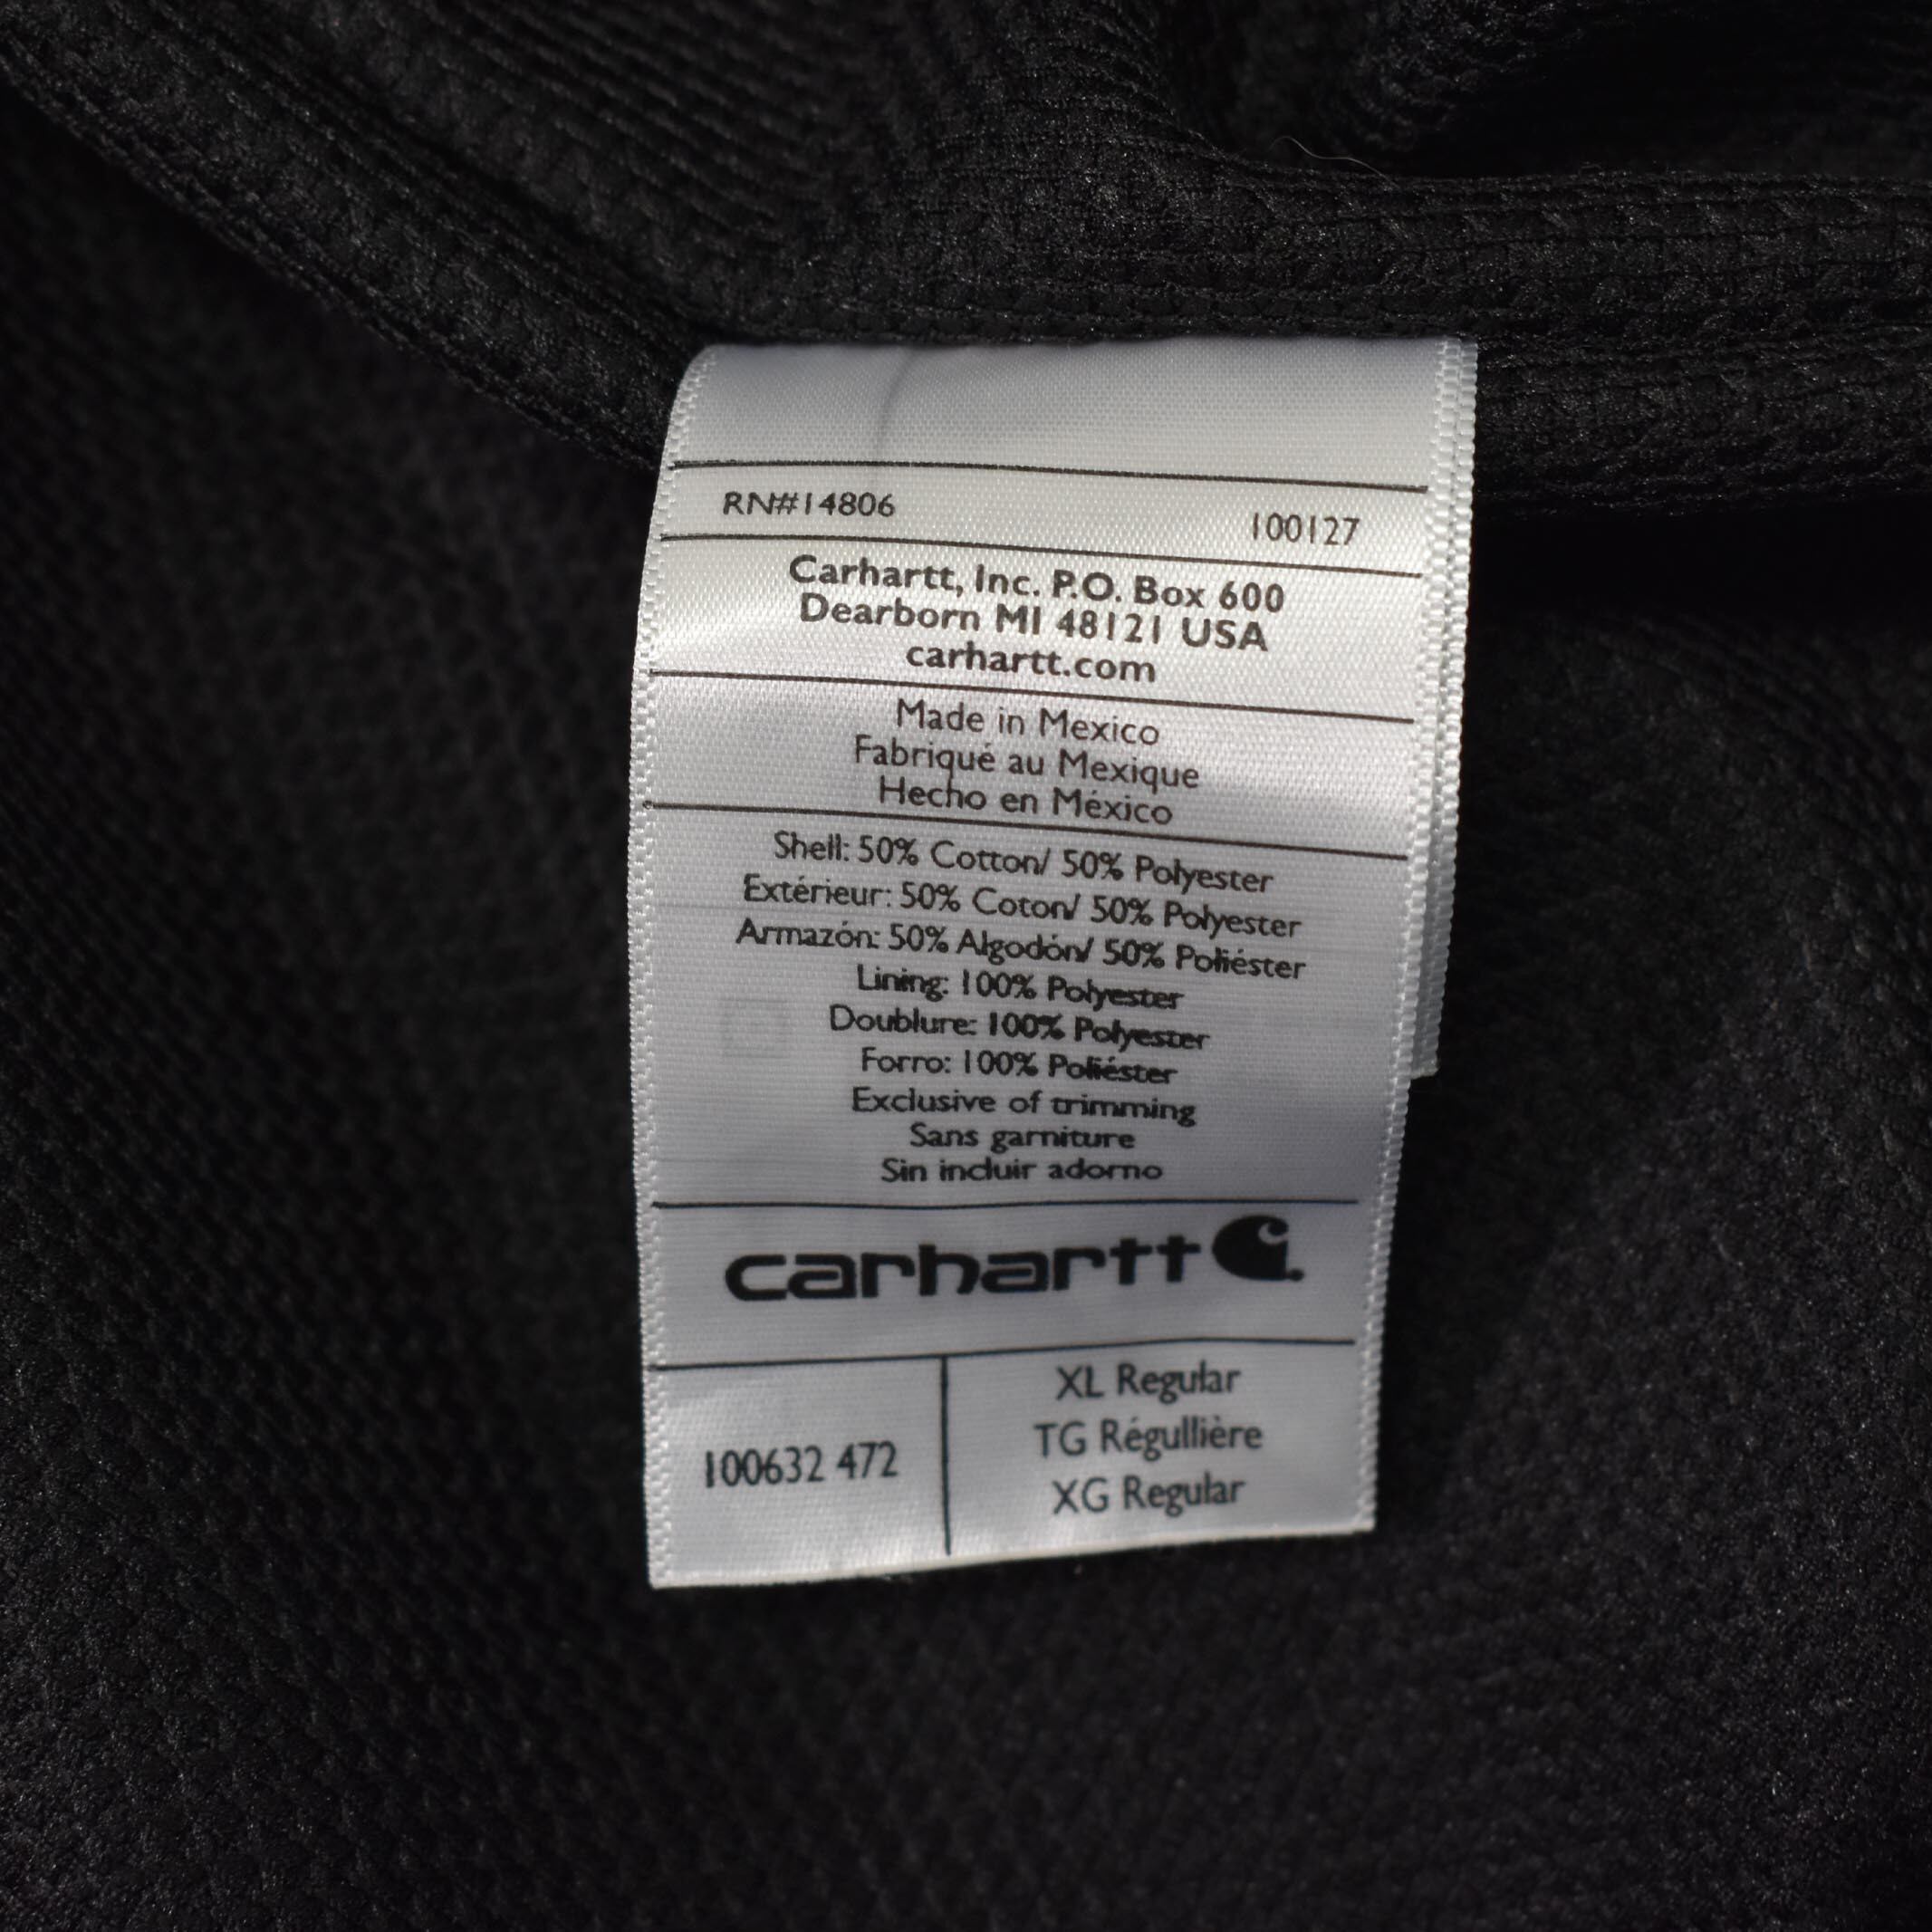 RN#14806 100127
Carhartt, Inc. P.O. Box 600
Dearborn MI 48121 USA
carhartt.com
Made in Mexico
Fabriqué au Mexique
Hecho en México
Shell: 50% Cotton/ 50% Polyester
Extérieur: 50% Coton/ 50% Polyester
Armazón: 50% Algodón/ 50% Poliéster
Lining: 100% Polyester
Doublure: 100% Polyester
Forro: 100% Poliéster
Exclusive of trimming
Sans garniture
Sin incluir adorno
carhartt
100632 472
XL Regular
TG Régullière
XG Regular